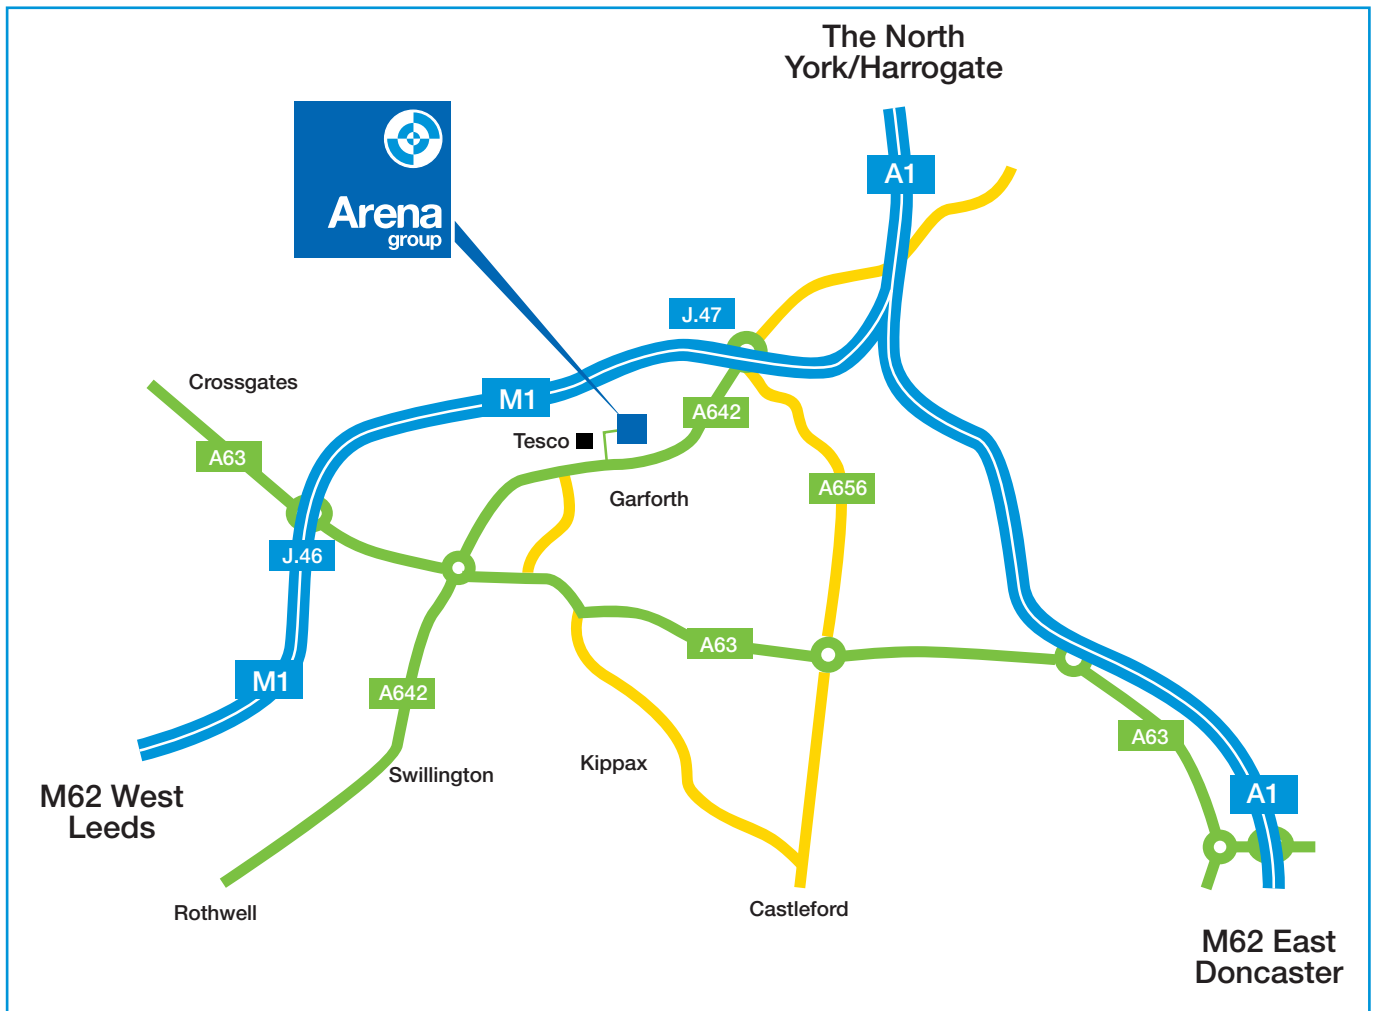 The North
York/Harrogate
A1
Arena
group
J.47
Crossgates
M1
A642
Tesco
A63
A656
Garforth
J.46
A63
M1
A642
A63
Kippax
Swillington
M62 West
Leeds
A1
Rothwell
Castleford
M62 East
Doncaster